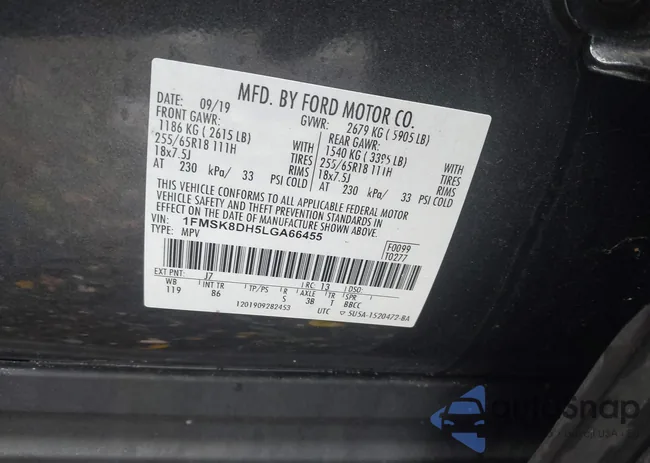 MFD. BY FORD MOTOR CO.
DATE: 09/19 GVWR: 2679 KG (5905 LB)
FRONT GAWR: REAR GAWR:
1186 KG (2615 LB) WITH 1540 KG (3395 LB) WITH
255/65R18 111H TIRES 255/65R18 111H TIRES
18x7.5J RIMS 18x7.5J RIMS
AT 230 kPa/ 33 PSI COLD AT 230 kPa/ 33 PSI COLD
THIS VEHICLE CONFORMS TO ALL APPLICABLE FEDERAL MOTOR
VEHICLE SAFETY AND THEFT PREVENTION STANDARDS IN
EFFECT ON THE DATE OF MANUFACTURE SHOWN ABOVE.
VIN: 1FMSK8DH5LGA66455 F0099
TYPE: MPV T0277
EXT PNT: J7 RC: 13 DSO:
WB INT TR TP/PS R AXLE TR SPR
119 86 S 3B T BBCC
1201909282453 UTC ▽ 5U5A-1520472-BA
autoSnap